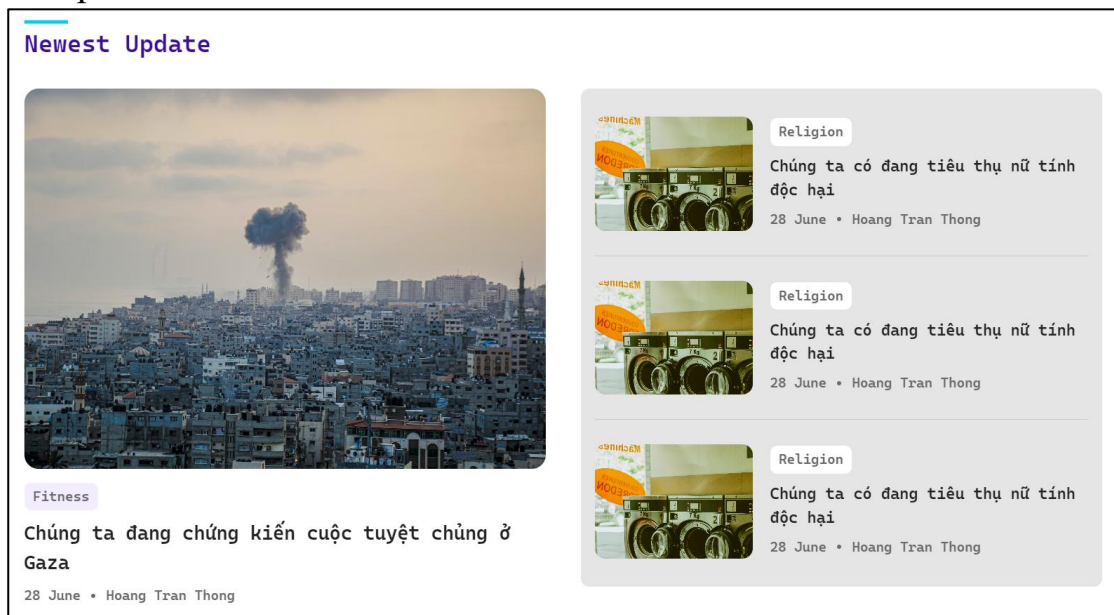 Newest Update
Fitness
Chúng ta đang chứng kiến cuộc tuyệt chủng ở
Gaza
28 June • Hoang Tran Thong
Machines
Religion
Chúng ta có đang tiêu thụ nữ tính
độc hại
28 June • Hoang Tran Thong
Machines
Religion
Chúng ta có đang tiêu thụ nữ tính
độc hại
28 June • Hoang Tran Thong
Machines
Religion
Chúng ta có đang tiêu thụ nữ tính
độc hại
28 June • Hoang Tran Thong